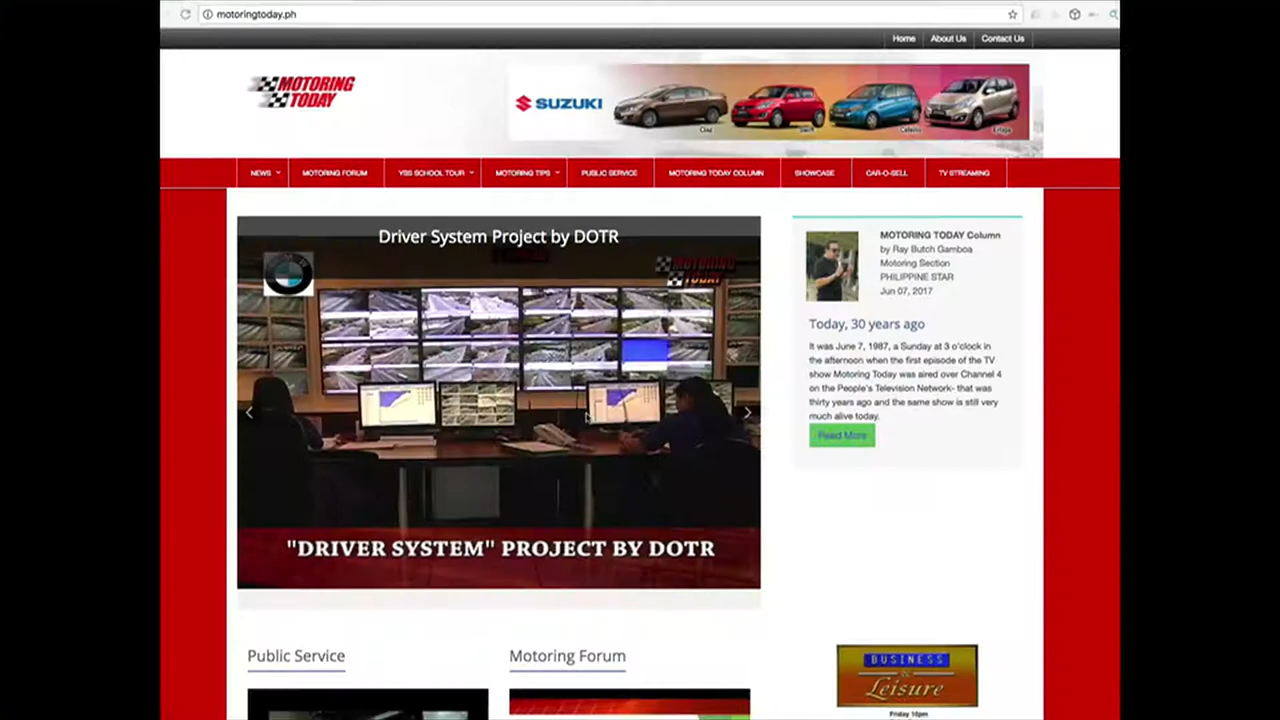 motoringtoday.ph
Home About Us Contact Us
MOTORING
TODAY
SUZUKI
Ciaz Swift Celerio Ertiga
NEWS MOTORING FORUM YSS SCHOOL TOUR MOTORING TIPS PUBLIC SERVICE MOTORING TODAY COLUMN SHOWCASE CAR-O-SELL TV STREAMING
Driver System Project by DOTR
MOTORING
TODAY
"DRIVER SYSTEM" PROJECT BY DOTR
MOTORING TODAY Column
by Ray Butch Gamboa
Motoring Section
PHILIPPINE STAR
Jun 07, 2017
Today, 30 years ago
It was June 7, 1987, a Sunday at 3 o'clock in
the afternoon when the first episode of the TV
show Motoring Today was aired over Channel 4
on the People's Television Network- that was
thirty years ago and the same show is still very
much alive today.
Read More
Public Service
Motoring Forum
BUSINESS
&
Leisure
Friday 10pm